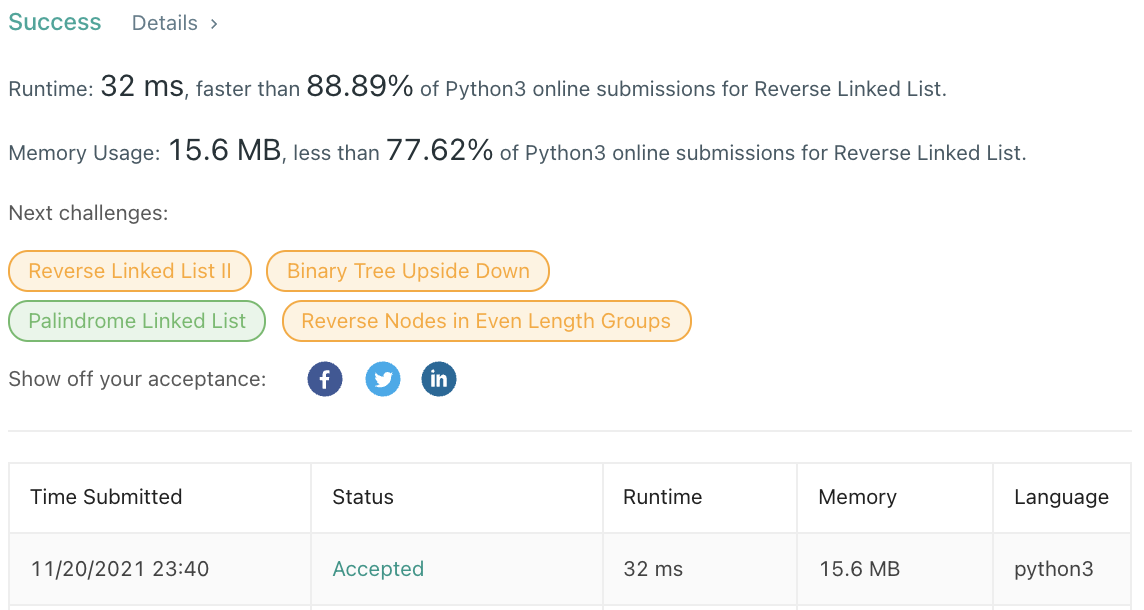 Success Details >
Runtime: 32 ms, faster than 88.89% of Python3 online submissions for Reverse Linked List.
Memory Usage: 15.6 MB, less than 77.62% of Python3 online submissions for Reverse Linked List.
Next challenges:
Reverse Linked List II Binary Tree Upside Down
Palindrome Linked List Reverse Nodes in Even Length Groups
Show off your acceptance: f in
Time Submitted Status Runtime Memory Language
11/20/2021 23:40 Accepted 32 ms 15.6 MB python3